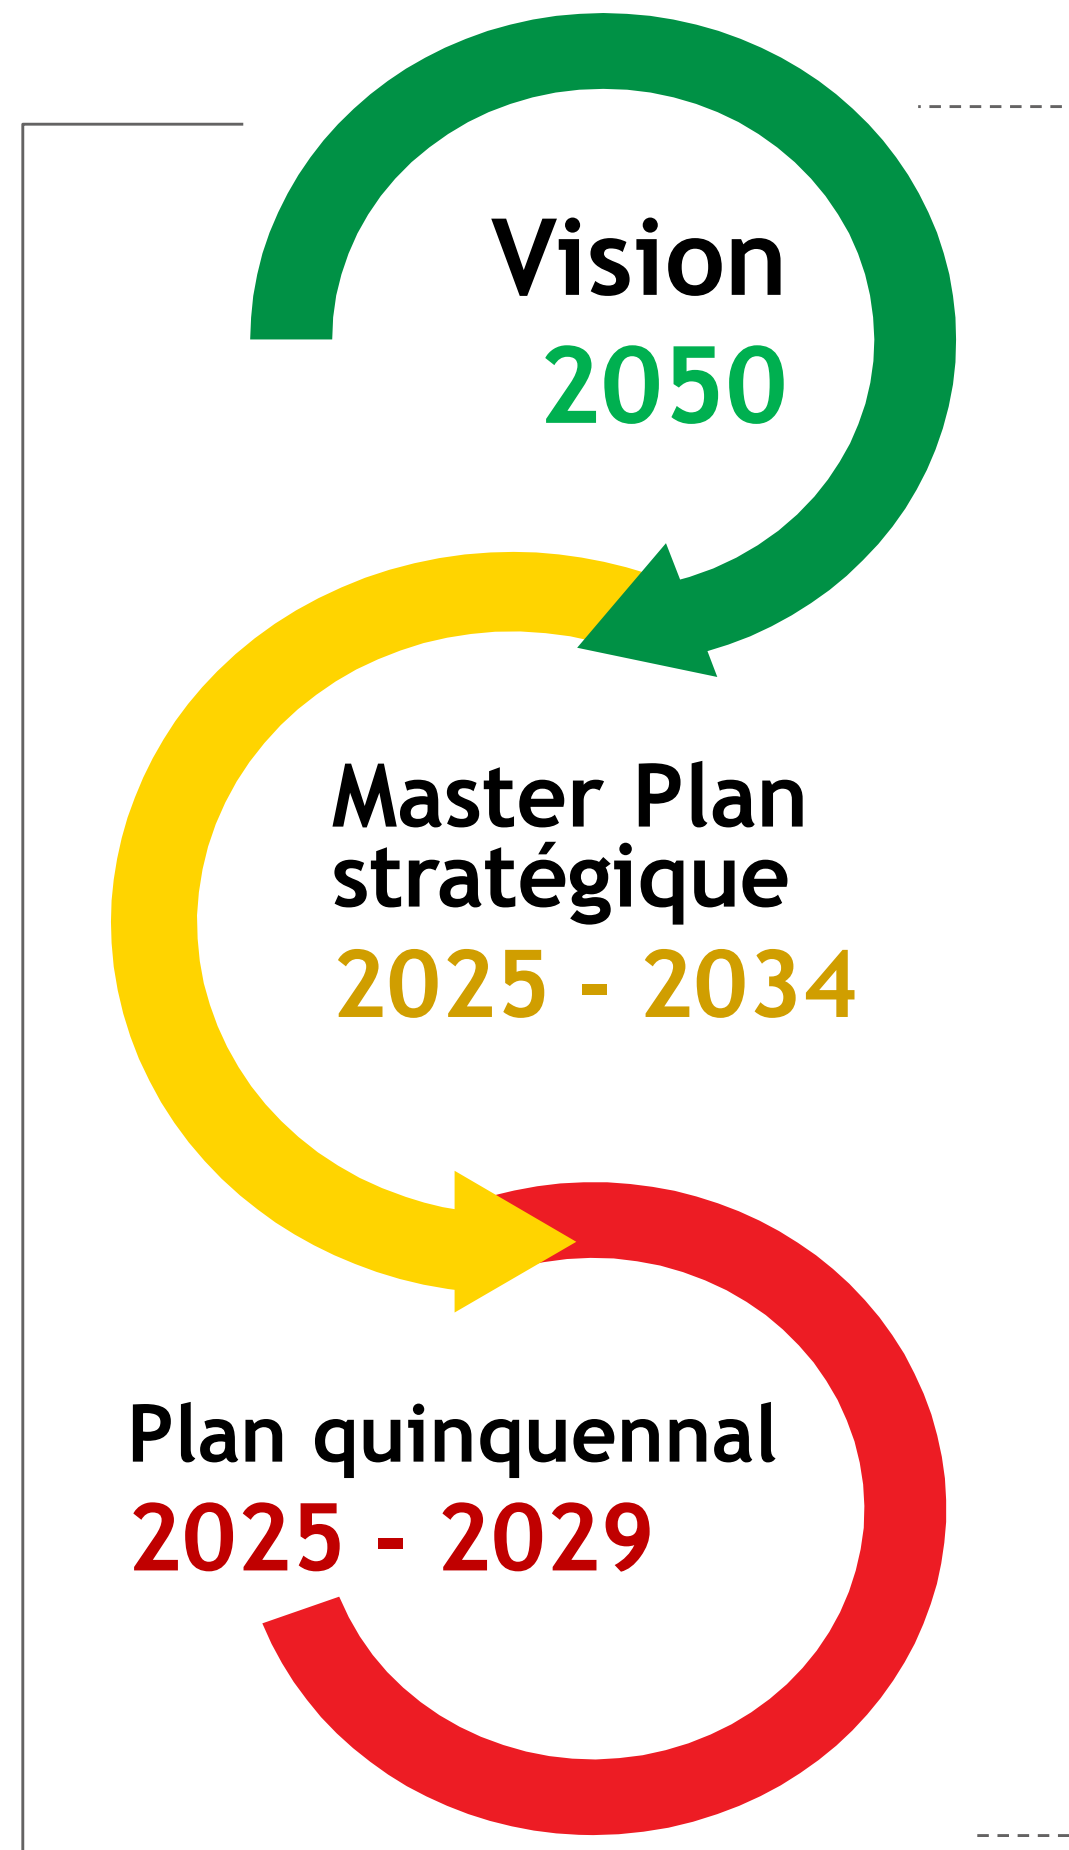 Vision
2050
Master Plan
stratégique
2025 - 2034
Plan quinquennal
2025 - 2029